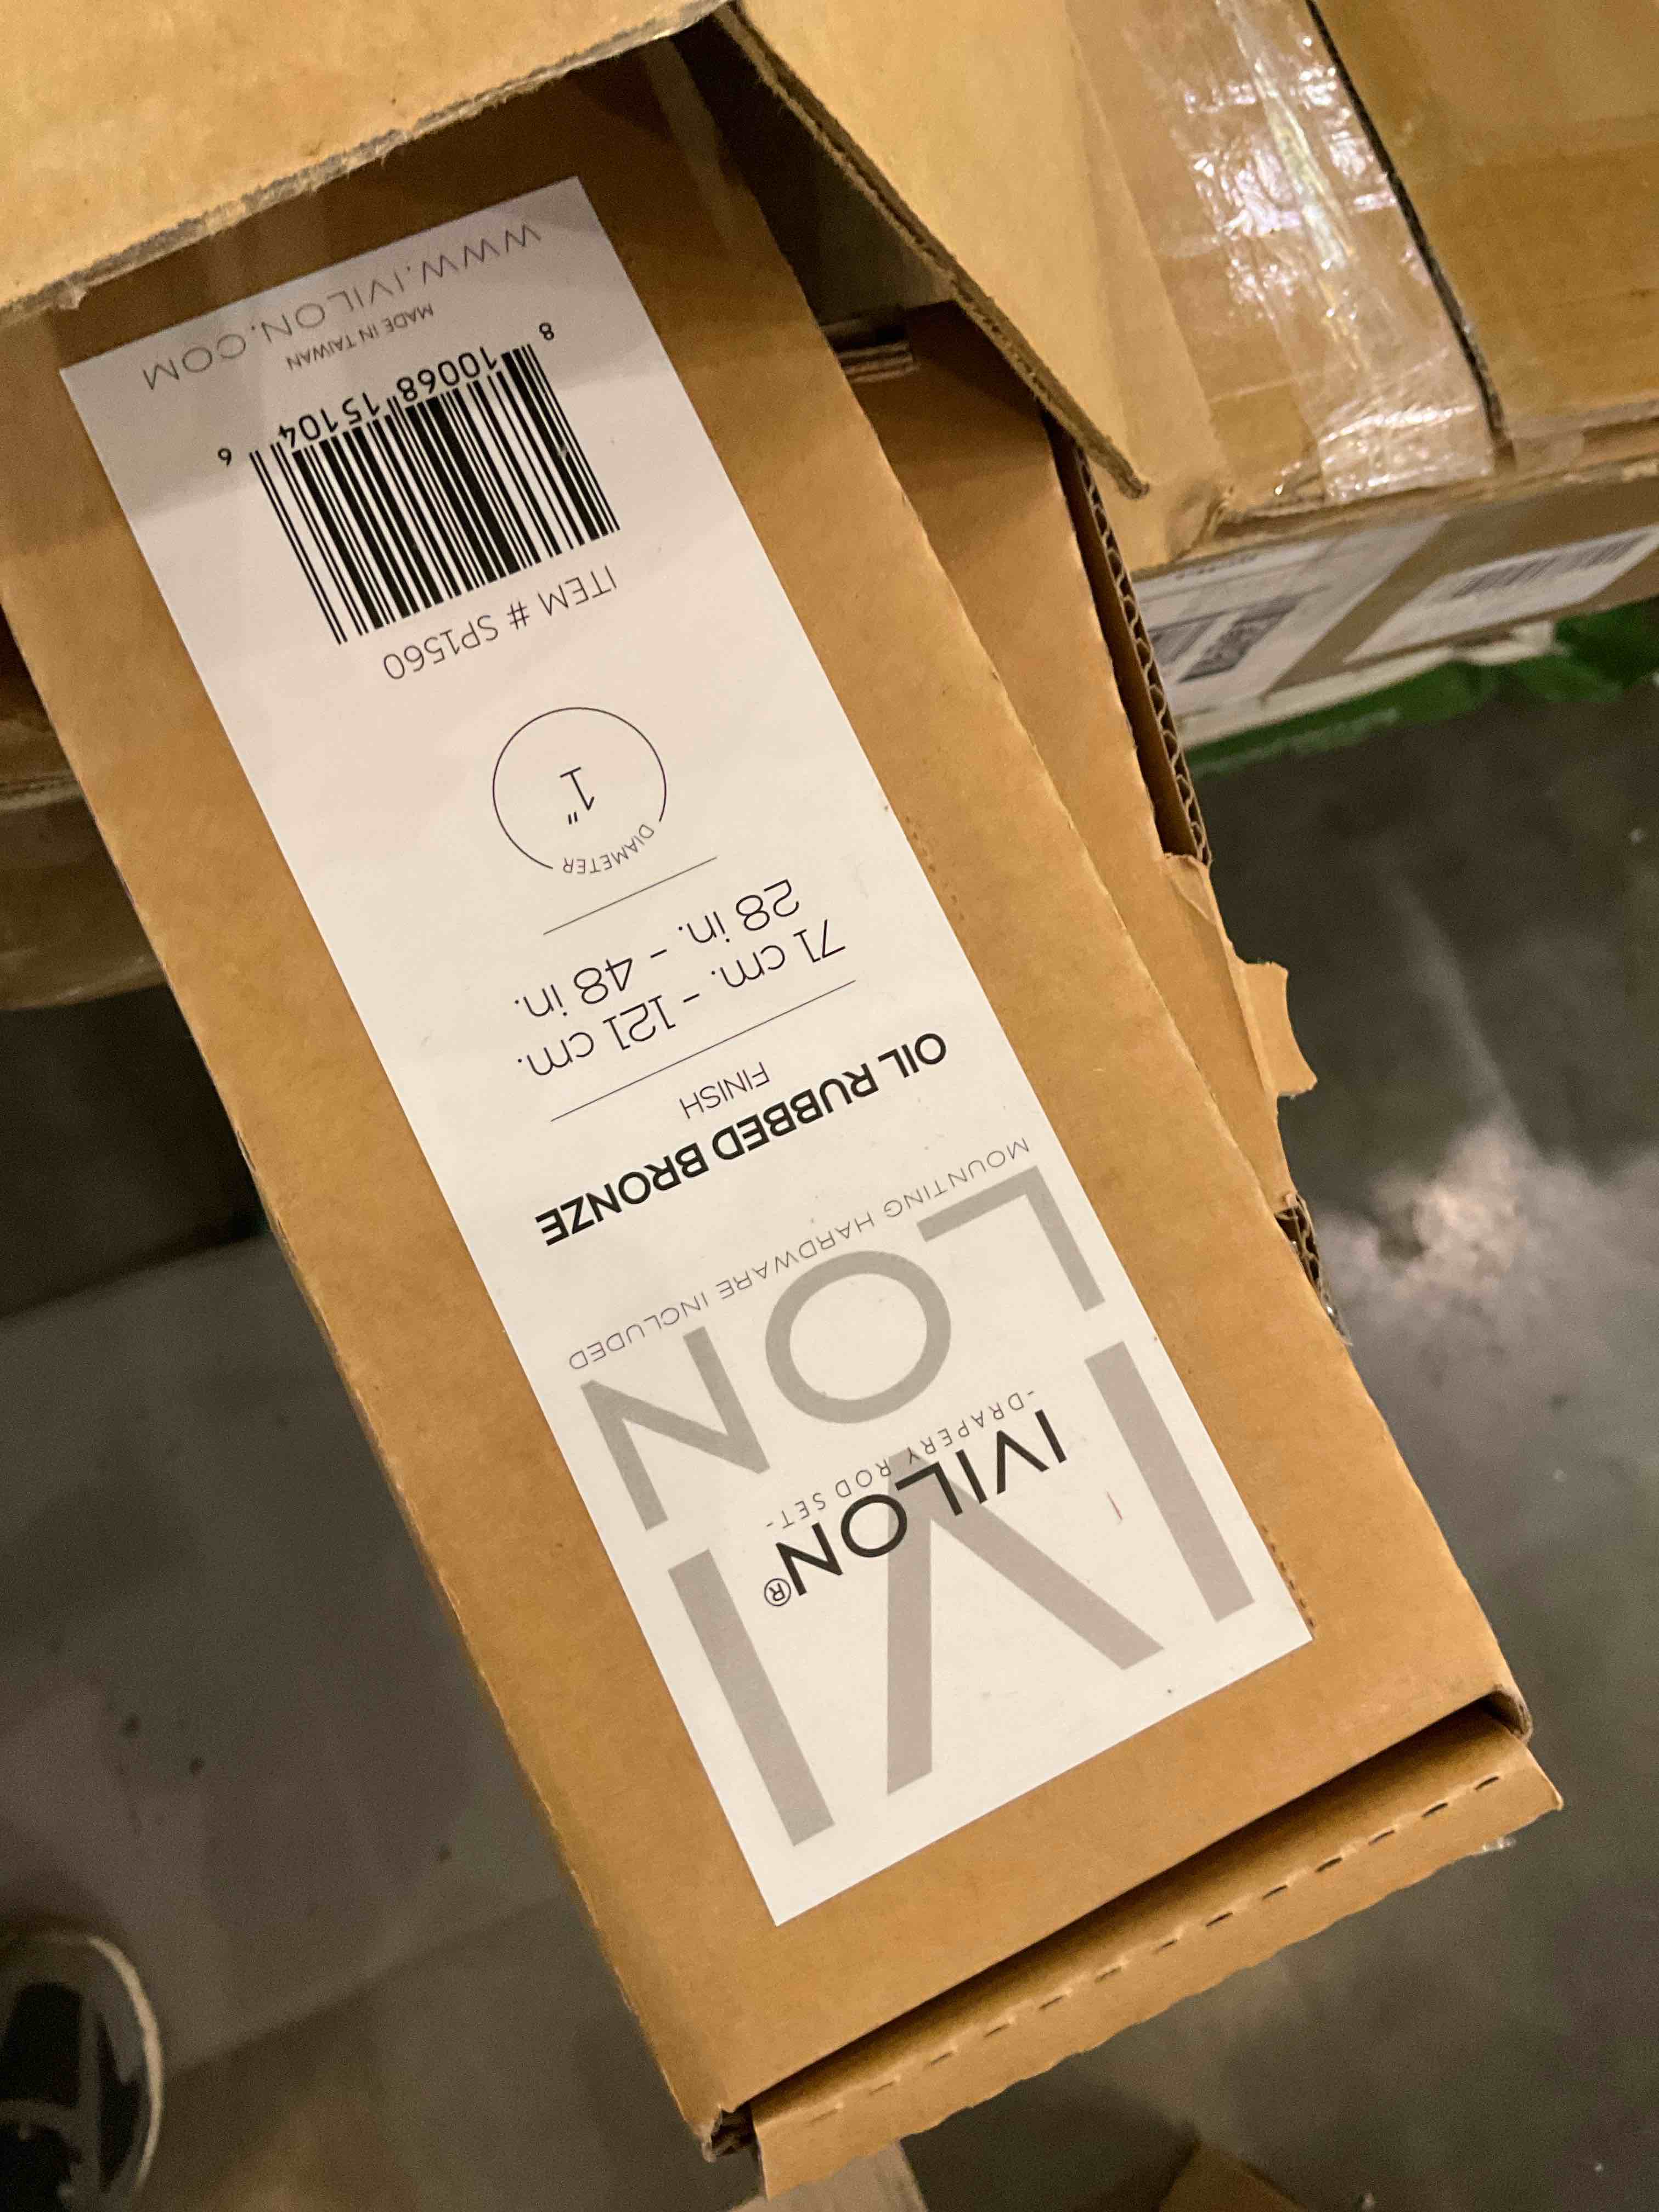 IVILON®
-DRAPERY ROD SET-
IVI
LON
MOUNTING HARDWARE INCLUDED
OIL RUBBED BRONZE
FINISH
71 cm. - 121 cm.
28 in. - 48 in.
DIAMETER
1"
ITEM # SP1560
8 10068 15104 6
MADE IN TAIWAN
WWW.IVILON.COM